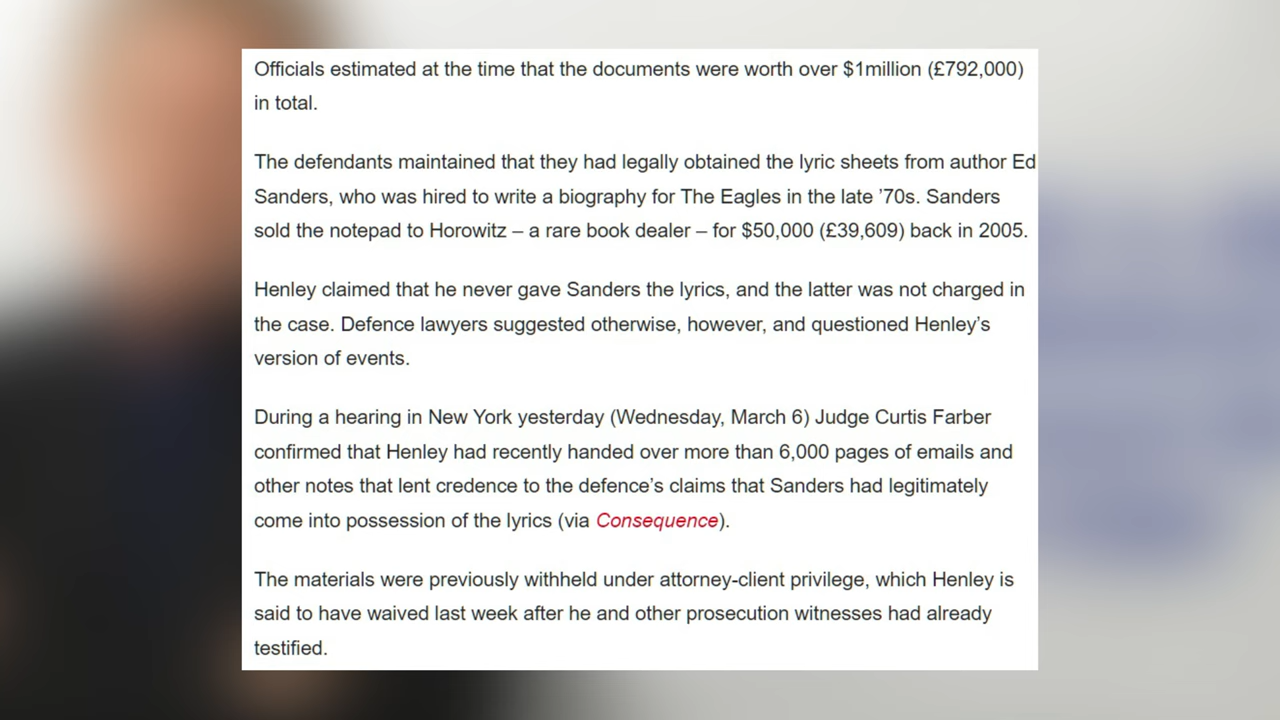 Officials estimated at the time that the documents were worth over $1million (£792,000)
in total.
The defendants maintained that they had legally obtained the lyric sheets from author Ed
Sanders, who was hired to write a biography for The Eagles in the late ’70s. Sanders
sold the notepad to Horowitz – a rare book dealer – for $50,000 (£39,609) back in 2005.
Henley claimed that he never gave Sanders the lyrics, and the latter was not charged in
the case. Defence lawyers suggested otherwise, however, and questioned Henley’s
version of events.
During a hearing in New York yesterday (Wednesday, March 6) Judge Curtis Farber
confirmed that Henley had recently handed over more than 6,000 pages of emails and
other notes that lent credence to the defence’s claims that Sanders had legitimately
come into possession of the lyrics (via Consequence).
The materials were previously withheld under attorney-client privilege, which Henley is
said to have waived last week after he and other prosecution witnesses had already
testified.